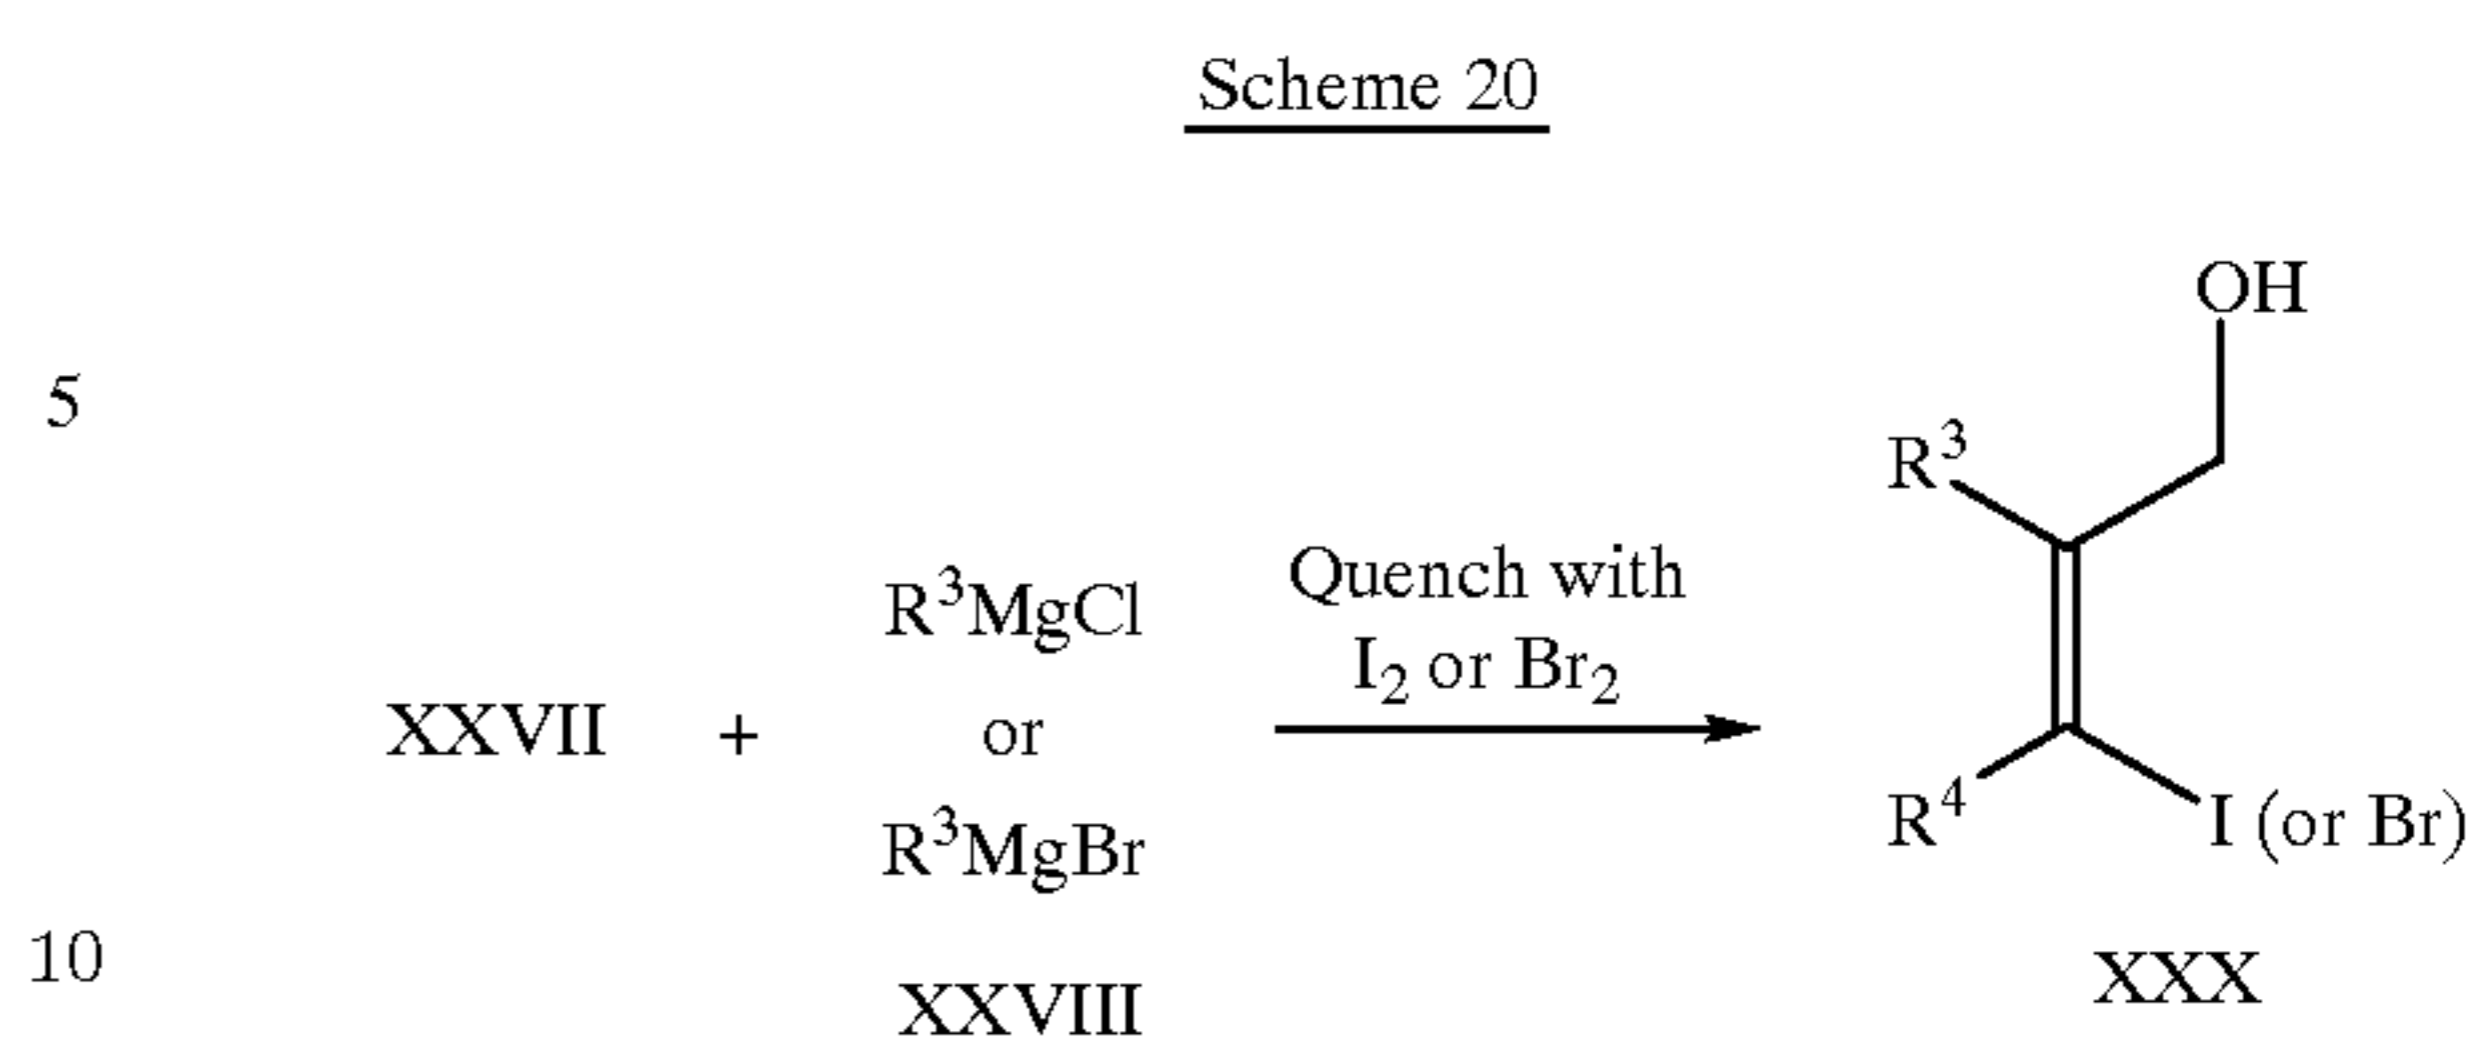 Scheme 20
OH
5
R³
R³MgCl
Quench with
I₂ or Br₂
XXVII + or
R³MgBr
R⁴ I (or Br)
10
XXX
XXVIII